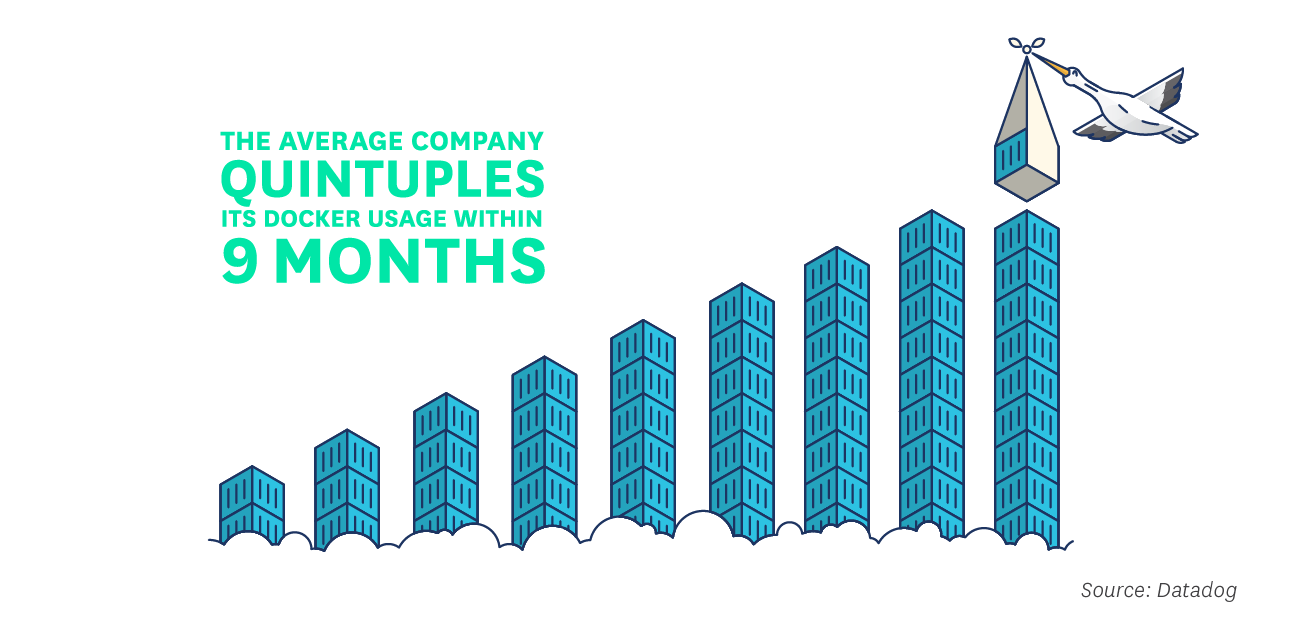 THE AVERAGE COMPANY
QUINTUPLES
ITS DOCKER USAGE WITHIN
9 MONTHS
Source: Datadog